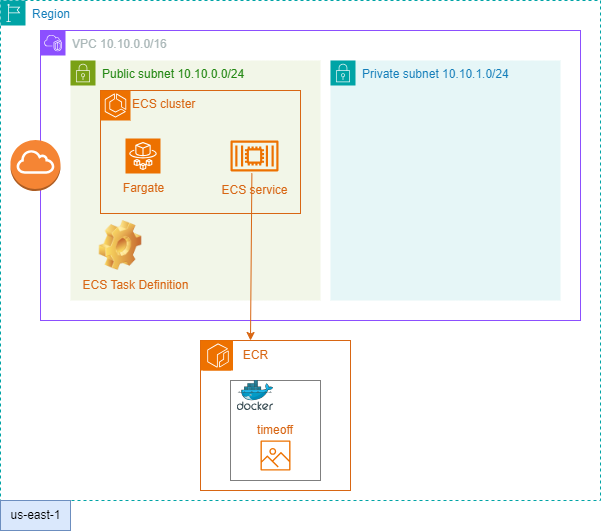 Region
VPC 10.10.0.0/16
Public subnet 10.10.0.0/24
Private subnet 10.10.1.0/24
ECS cluster
Fargate
ECS service
ECS Task Definition
ECR
docker
timeoff
us-east-1